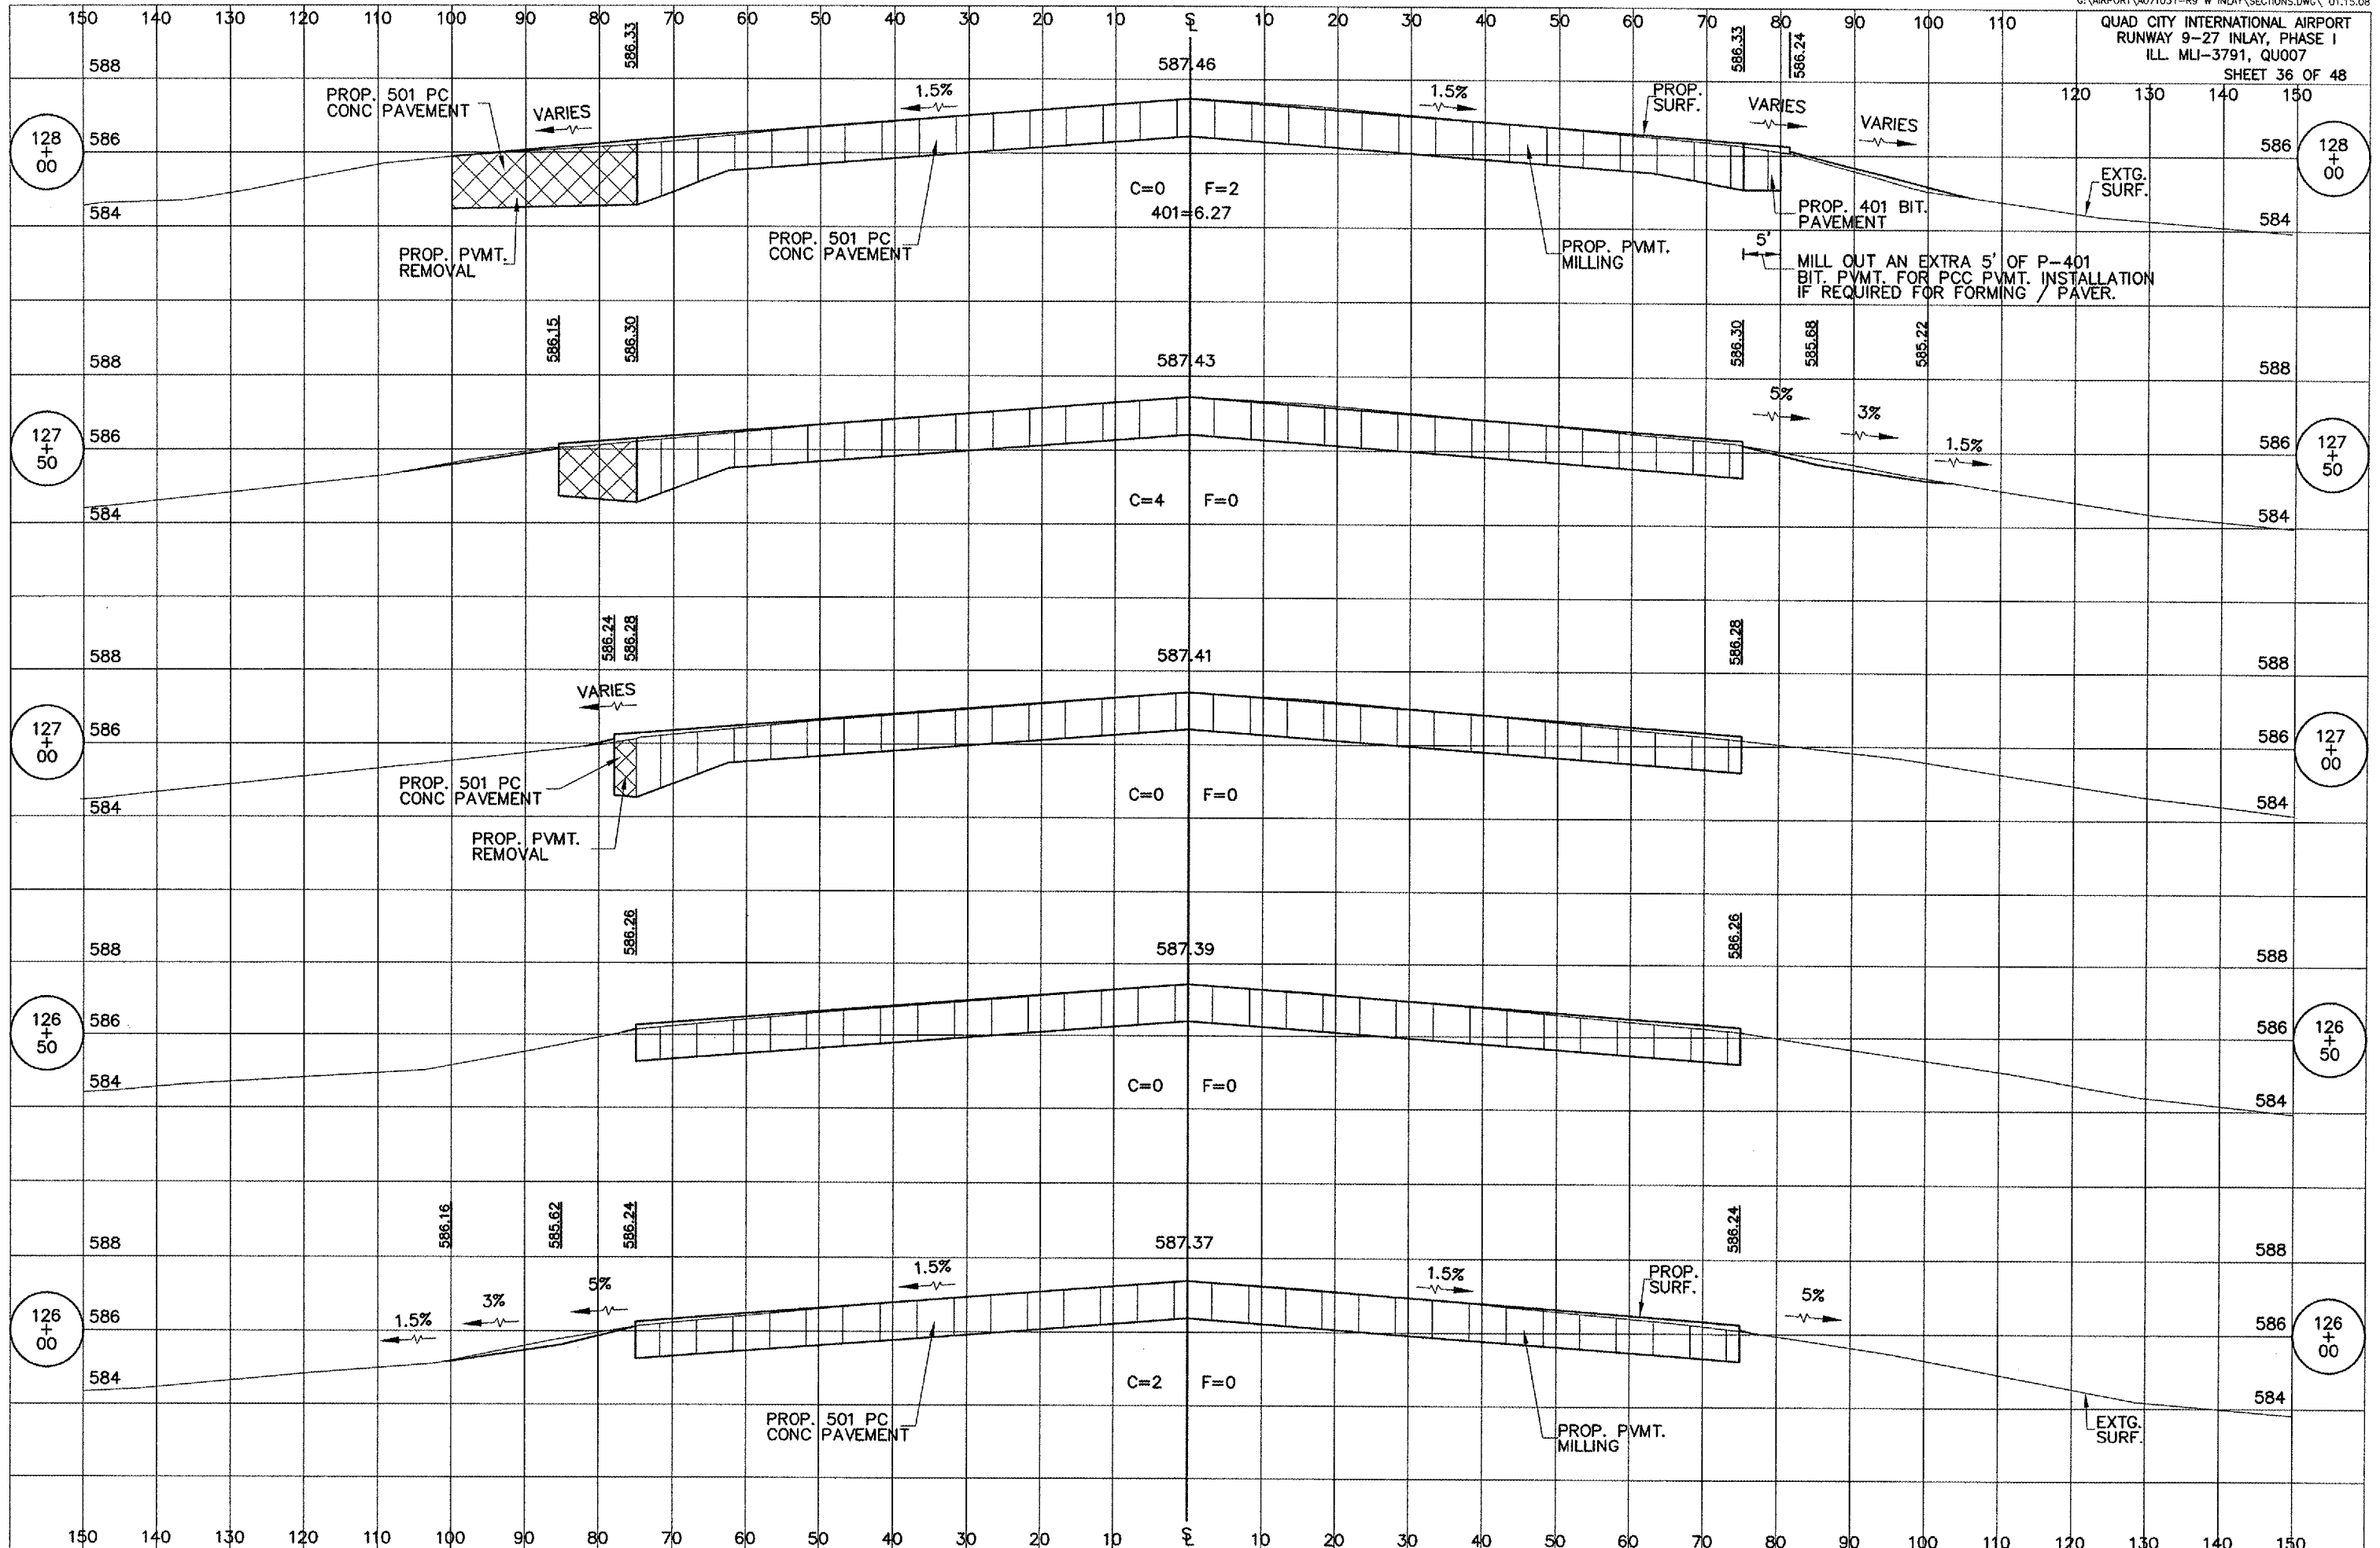 G:\AIRPORT\A071031-R9 W INLAY\SECTIONS.DWG\ 01.15.08
QUAD CITY INTERNATIONAL AIRPORT
RUNWAY 9-27 INLAY, PHASE I
ILL. MLI-3791, QU007
SHEET 36 OF 48
150 140 130 120 110 100 90 80 70 60 50 40 30 20 10 ℄ 10 20 30 40 50 60 70 80 90 100 110 120 130 140 150
586.33
587.46
586.33
586.24
588
PROP. 501 PC
CONC PAVEMENT
VARIES
1.5%
1.5%
PROP.
SURF.
VARIES
VARIES
128
+
00
586
586
128
+
00
C=0 F=2
401=6.27
EXTG.
SURF.
584
584
PROP. PVMT.
REMOVAL
PROP. 501 PC
CONC PAVEMENT
PROP. PVMT.
MILLING
PROP. 401 BIT.
PAVEMENT
5'
MILL OUT AN EXTRA 5' OF P-401
BIT. PVMT. FOR PCC PVMT. INSTALLATION
IF REQUIRED FOR FORMING / PAVER.
586.15
586.30
587.43
586.30
585.68
585.22
588
588
5%
3%
1.5%
127
+
50
586
586
127
+
50
C=4 F=0
584
584
586.24
586.28
587.41
586.28
588
588
VARIES
127
+
00
586
586
127
+
00
PROP. 501 PC
CONC PAVEMENT
C=0 F=0
584
584
PROP. PVMT.
REMOVAL
586.26
587.39
586.26
588
588
126
+
50
586
586
126
+
50
C=0 F=0
584
584
586.16
585.62
586.24
587.37
586.24
588
588
1.5%
3%
5%
1.5%
1.5%
PROP.
SURF.
5%
126
+
00
586
586
126
+
00
C=2 F=0
584
584
PROP. 501 PC
CONC PAVEMENT
PROP. PVMT.
MILLING
EXTG.
SURF.
150 140 130 120 110 100 90 80 70 60 50 40 30 20 10 ℄ 10 20 30 40 50 60 70 80 90 100 110 120 130 140 150